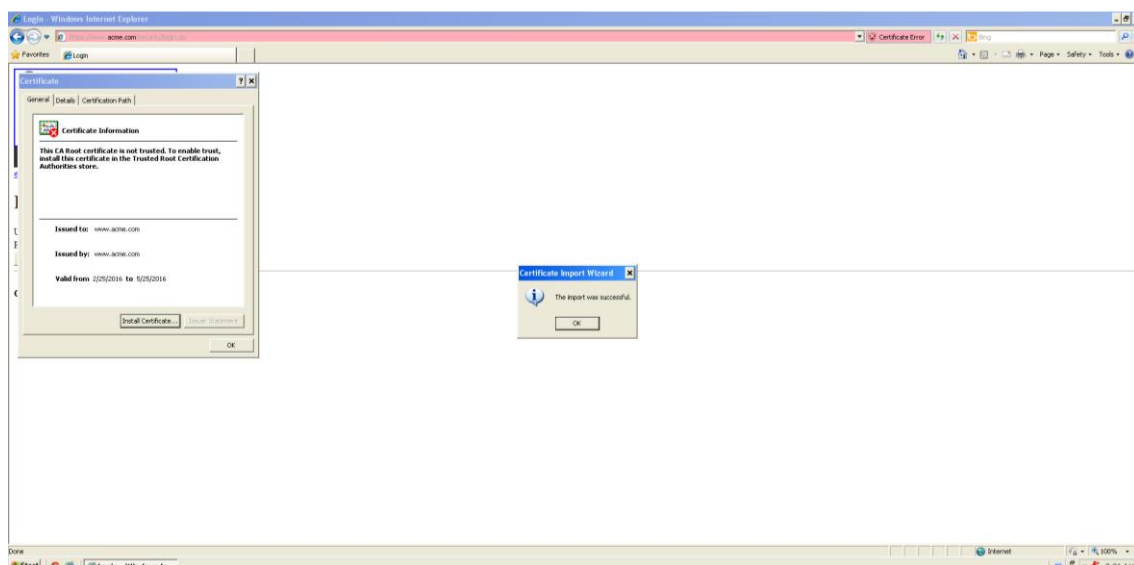 Login - Windows Internet Explorer
acme.com
Certificate Error
Bing
Favorites
Login
Page
Safety
Tools
Certificate
General
Details
Certification Path
Certificate Information
This CA Root certificate is not trusted. To enable trust,
install this certificate in the Trusted Root Certification
Authorities store.
Issued to: www.acme.com
Issued by: www.acme.com
Valid from 2/25/2016 to 5/25/2016
Install Certificate...
Issuer Statement
OK
Certificate Import Wizard
The import was successful.
OK
Done
Internet
100%